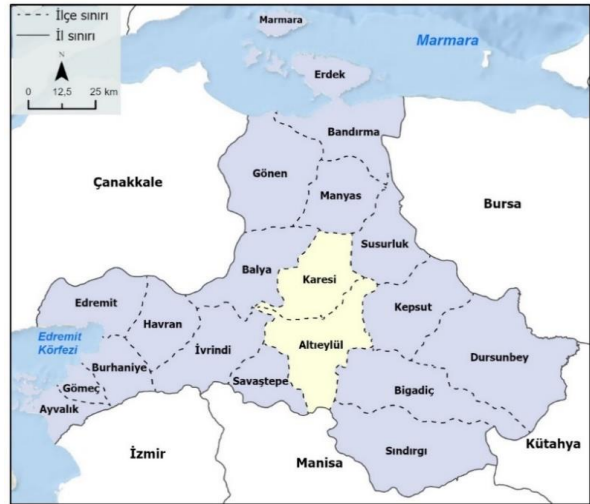 İlçe sınırı
İl sınırı
N
0 12,5 25 km
Marmara
Marmara
Erdek
Bandırma
Gönen
Çanakkale
Manyas
Bursa
Susurluk
Balya
Karesi
Edremit
Kepsut
Havran
Edremit
Körfezi
İvrindi
Altıeylül
Dursunbey
Burhaniye
Savaştepe
Gömeç
Bigadiç
Ayvalık
Kütahya
İzmir
Manisa
Sındırgı